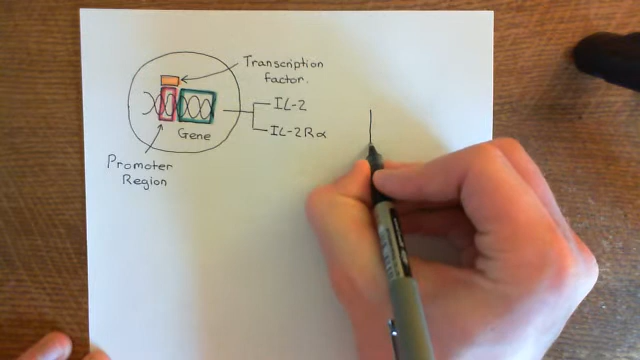 Transcription
factor.
IL-2
IL-2Rα
Gene
Promoter
Region